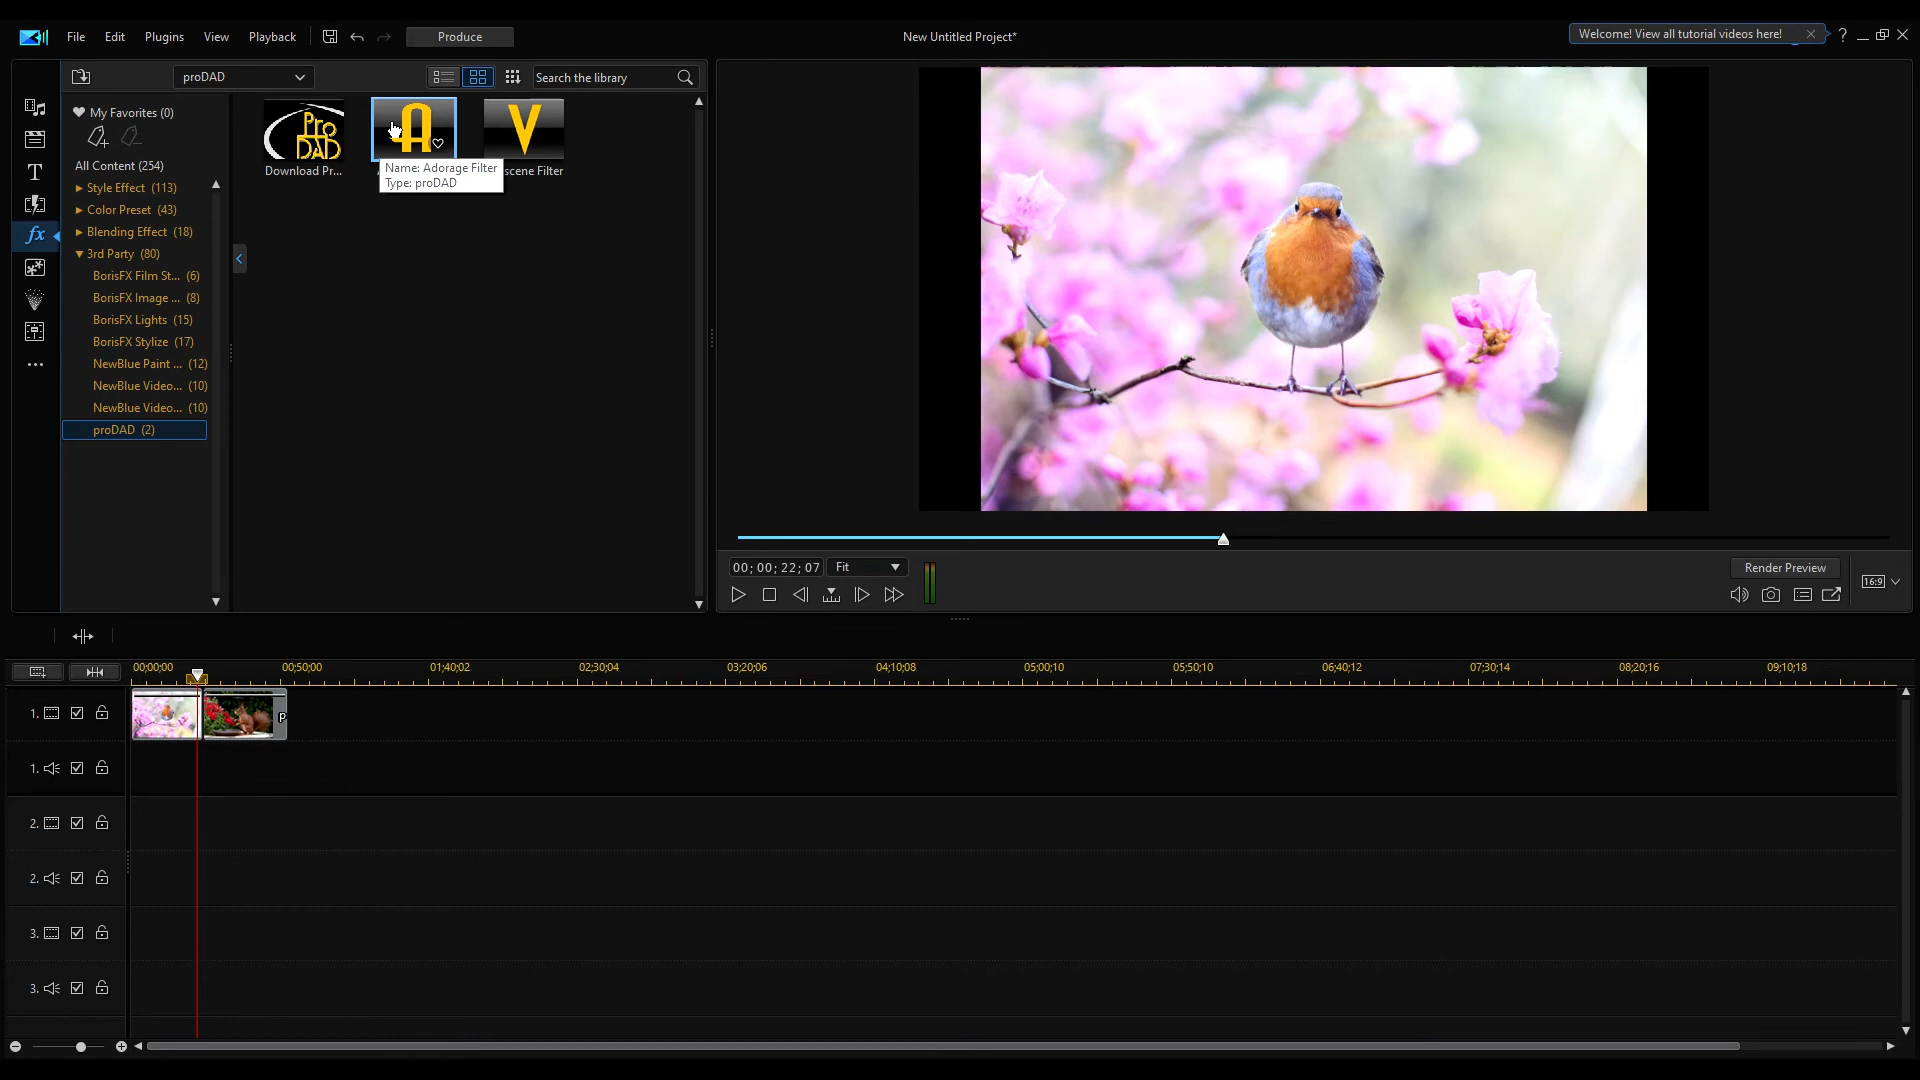 File Edit Plugins View Playback Produce New Untitled Project* Welcome! View all tutorial videos here!
proDAD Search the library
My Favorites (0)
All Content (254)
Style Effect (113)
Color Preset (43)
Blending Effect (18)
3rd Party (80)
BorisFX Film St... (6)
BorisFX Image ... (8)
BorisFX Lights (15)
BorisFX Stylize (17)
NewBlue Paint ... (12)
NewBlue Video... (10)
NewBlue Video... (10)
proDAD (2)
fx
T
Pro
DAD
A
V
Download Pr...
scene Filter
Name: Adorage Filter
Type: proDAD
00; 00; 22; 07 Fit
Render Preview
16:9
00;00;00 00;50;00 01;40;02 02;30;04 03;20;06 04;10;08 05;00;10 05;50;10 06;40;12 07;30;14 08;20;16 09;10;18
1.
p
1.
2.
2.
3.
3.